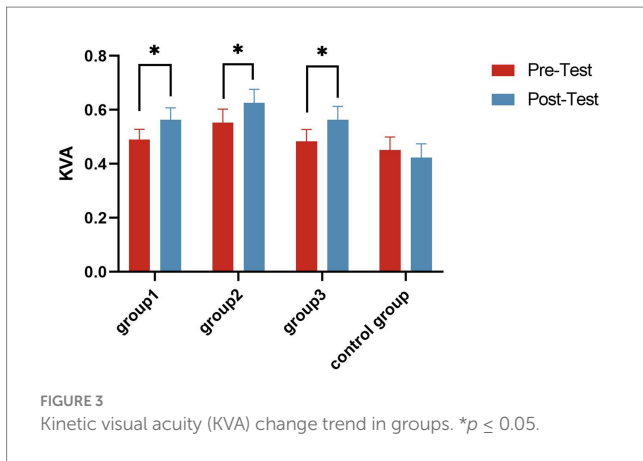 0.8
0.6
0.4
0.2
0.0
KVA
*
*
*
Pre-Test
Post-Test
group1
group2
group3
control group
FIGURE 3
Kinetic visual acuity (KVA) change trend in groups. *p ≤ 0.05.